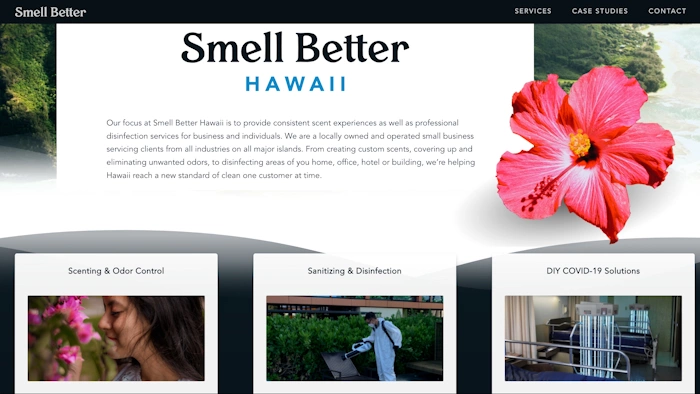 Smell Better
SERVICES CASE STUDIES CONTACT
Smell Better
HAWAII
Our focus at Smell Better Hawaii is to provide consistent scent experiences as well as professional
disinfection services for business and individuals. We are a locally owned and operated small business
servicing clients from all industries on all major islands. From creating custom scents, covering up and
eliminating unwanted odors, to disinfecting areas of you home, office, hotel or building, we're helping
Hawaii reach a new standard of clean one customer at time.
Scenting & Odor Control
Sanitizing & Disinfection
DIY COVID-19 Solutions